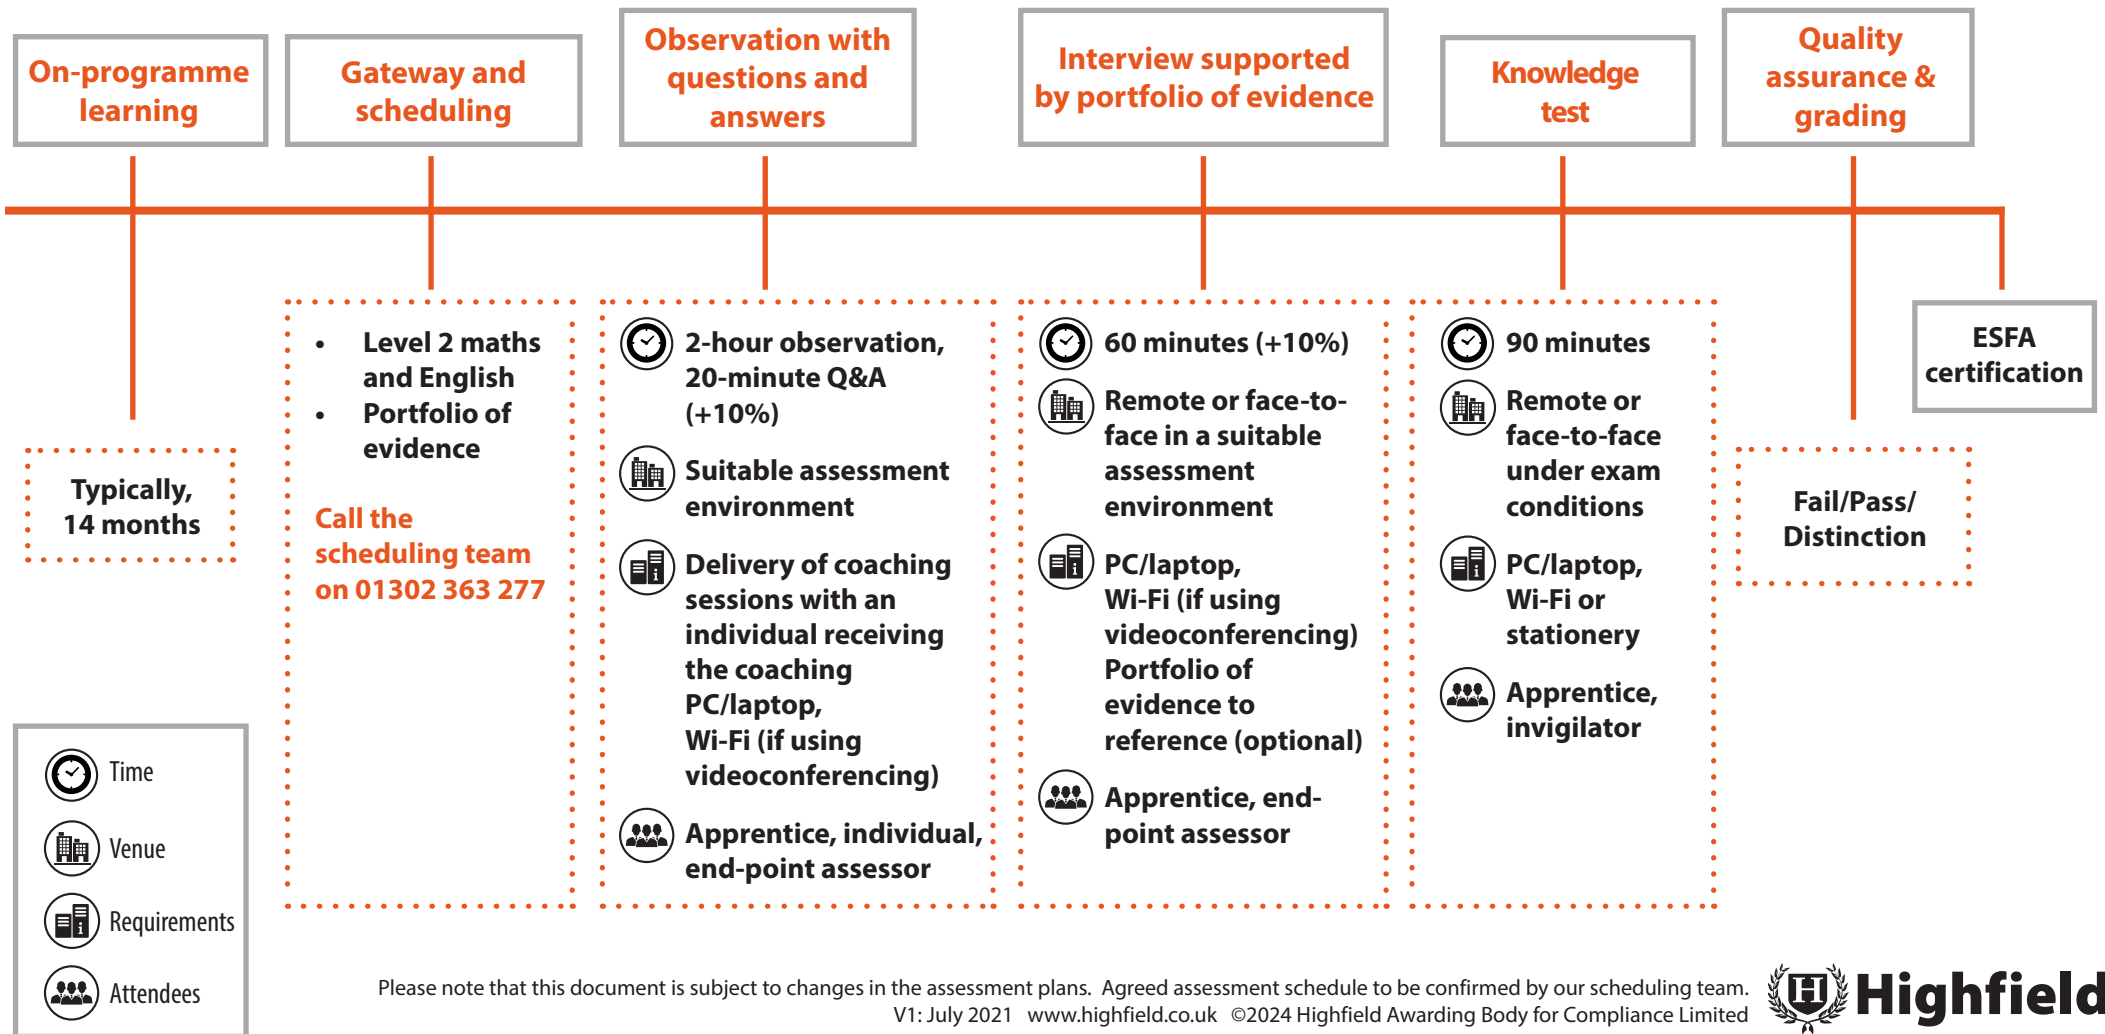 On-programme
learning
Gateway and
scheduling
Observation with
questions and
answers
Interview supported
by portfolio of evidence
Knowledge
test
Quality
assurance &
grading
Typically,
14 months
• Level 2 maths
and English
• Portfolio of
evidence
Call the
scheduling team
on 01302 363 277
2-hour observation,
20-minute Q&A
(+10%)
Suitable assessment
environment
Delivery of coaching
sessions with an
individual receiving
the coaching
PC/laptop,
Wi-Fi (if using
videoconferencing)
Apprentice, individual,
end-point assessor
60 minutes (+10%)
Remote or face-to-
face in a suitable
assessment
environment
PC/laptop,
Wi-Fi (if using
videoconferencing)
Portfolio of
evidence to
reference (optional)
Apprentice, end-
point assessor
90 minutes
Remote or
face-to-face
under exam
conditions
PC/laptop,
Wi-Fi or
stationery
Apprentice,
invigilator
Fail/Pass/
Distinction
ESFA
certification
Time
Venue
Requirements
Attendees
Please note that this document is subject to changes in the assessment plans. Agreed assessment schedule to be confirmed by our scheduling team.
V1: July 2021 www.highfield.co.uk ©2024 Highfield Awarding Body for Compliance Limited
H Highfield